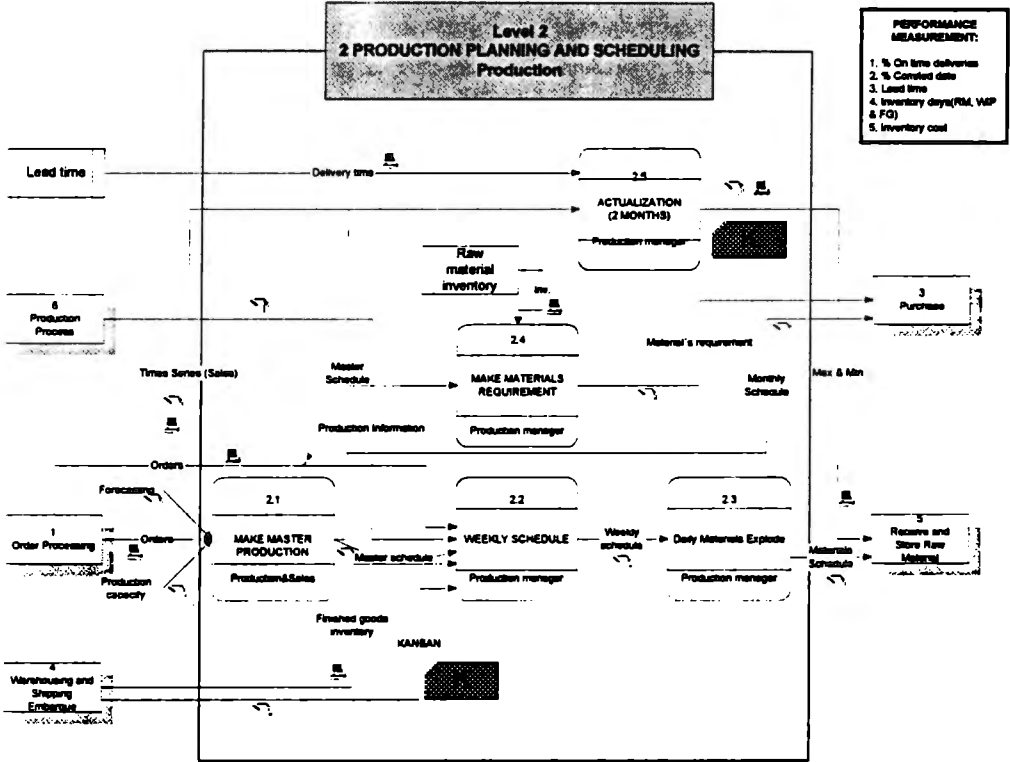 Level 2
2 PRODUCTION PLANNING AND SCHEDULING
Production
PERFORMANCE
MEASUREMENT:
1. % On time deliveries
2. % Comited date
3. Lead time
4. Inventory days(RM, WIP
& FG)
5. Inventory cost
Lead time
Delivery time
2.5
ACTUALIZATION
(2 MONTHS)
Production manager
Raw
material
inventory
Inv.
6
Production
Process
3
Purchase
2.4
MAKE MATERIALS
REQUIREMENT
Production manager
Material´s requirement
Times Series (Sales)
Master
Schedule
Monthly
Schedule
Max & Min
Production Information
Orders
Forecasting
2.1
MAKE MASTER
PRODUCTION
Production&Sales
2.2
WEEKLY SCHEDULE
Production manager
2.3
Daily Materials Explode
Production manager
1
Order Processing
Orders
Master schedule
Weekly
schedule
5
Receive and
Store Raw
Material
Materials
Schedule
Production
capacity
Finished goods
inventory
KANBAN
4
Warehousing and
Shipping
Embarque